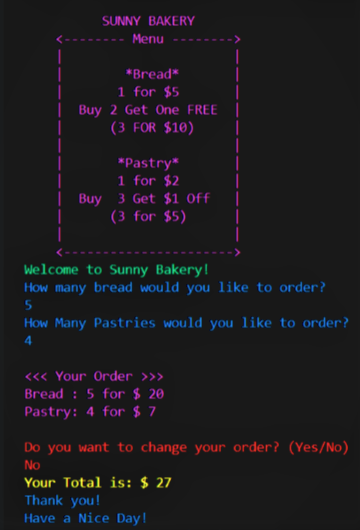 SUNNY BAKERY
<-------- Menu -------->
*Bread*
1 for $5
Buy 2 Get One FREE
(3 FOR $10)
*Pastry*
1 for $2
Buy  3 Get $1 Off
(3 for $5)
<---------------------->
Welcome to Sunny Bakery!
How many bread would you like to order?
5
How Many Pastries would you like to order?
4
<<< Your Order >>>
Bread : 5 for $ 20
Pastry: 4 for $ 7
Do you want to change your order? (Yes/No)
No
Your Total is: $ 27
Thank you!
Have a Nice Day!